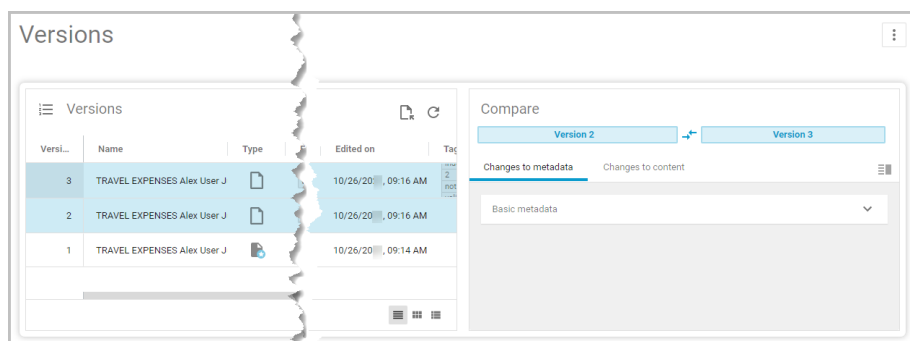 Versions
Versions
Versi... Name Type Edited on Tag
3 TRAVEL EXPENSES Alex User J 10/26/20 , 09:16 AM 2 not
2 TRAVEL EXPENSES Alex User J 10/26/20 , 09:16 AM
1 TRAVEL EXPENSES Alex User J 10/26/20 , 09:14 AM
Compare
Version 2 Version 3
Changes to metadata Changes to content
Basic metadata